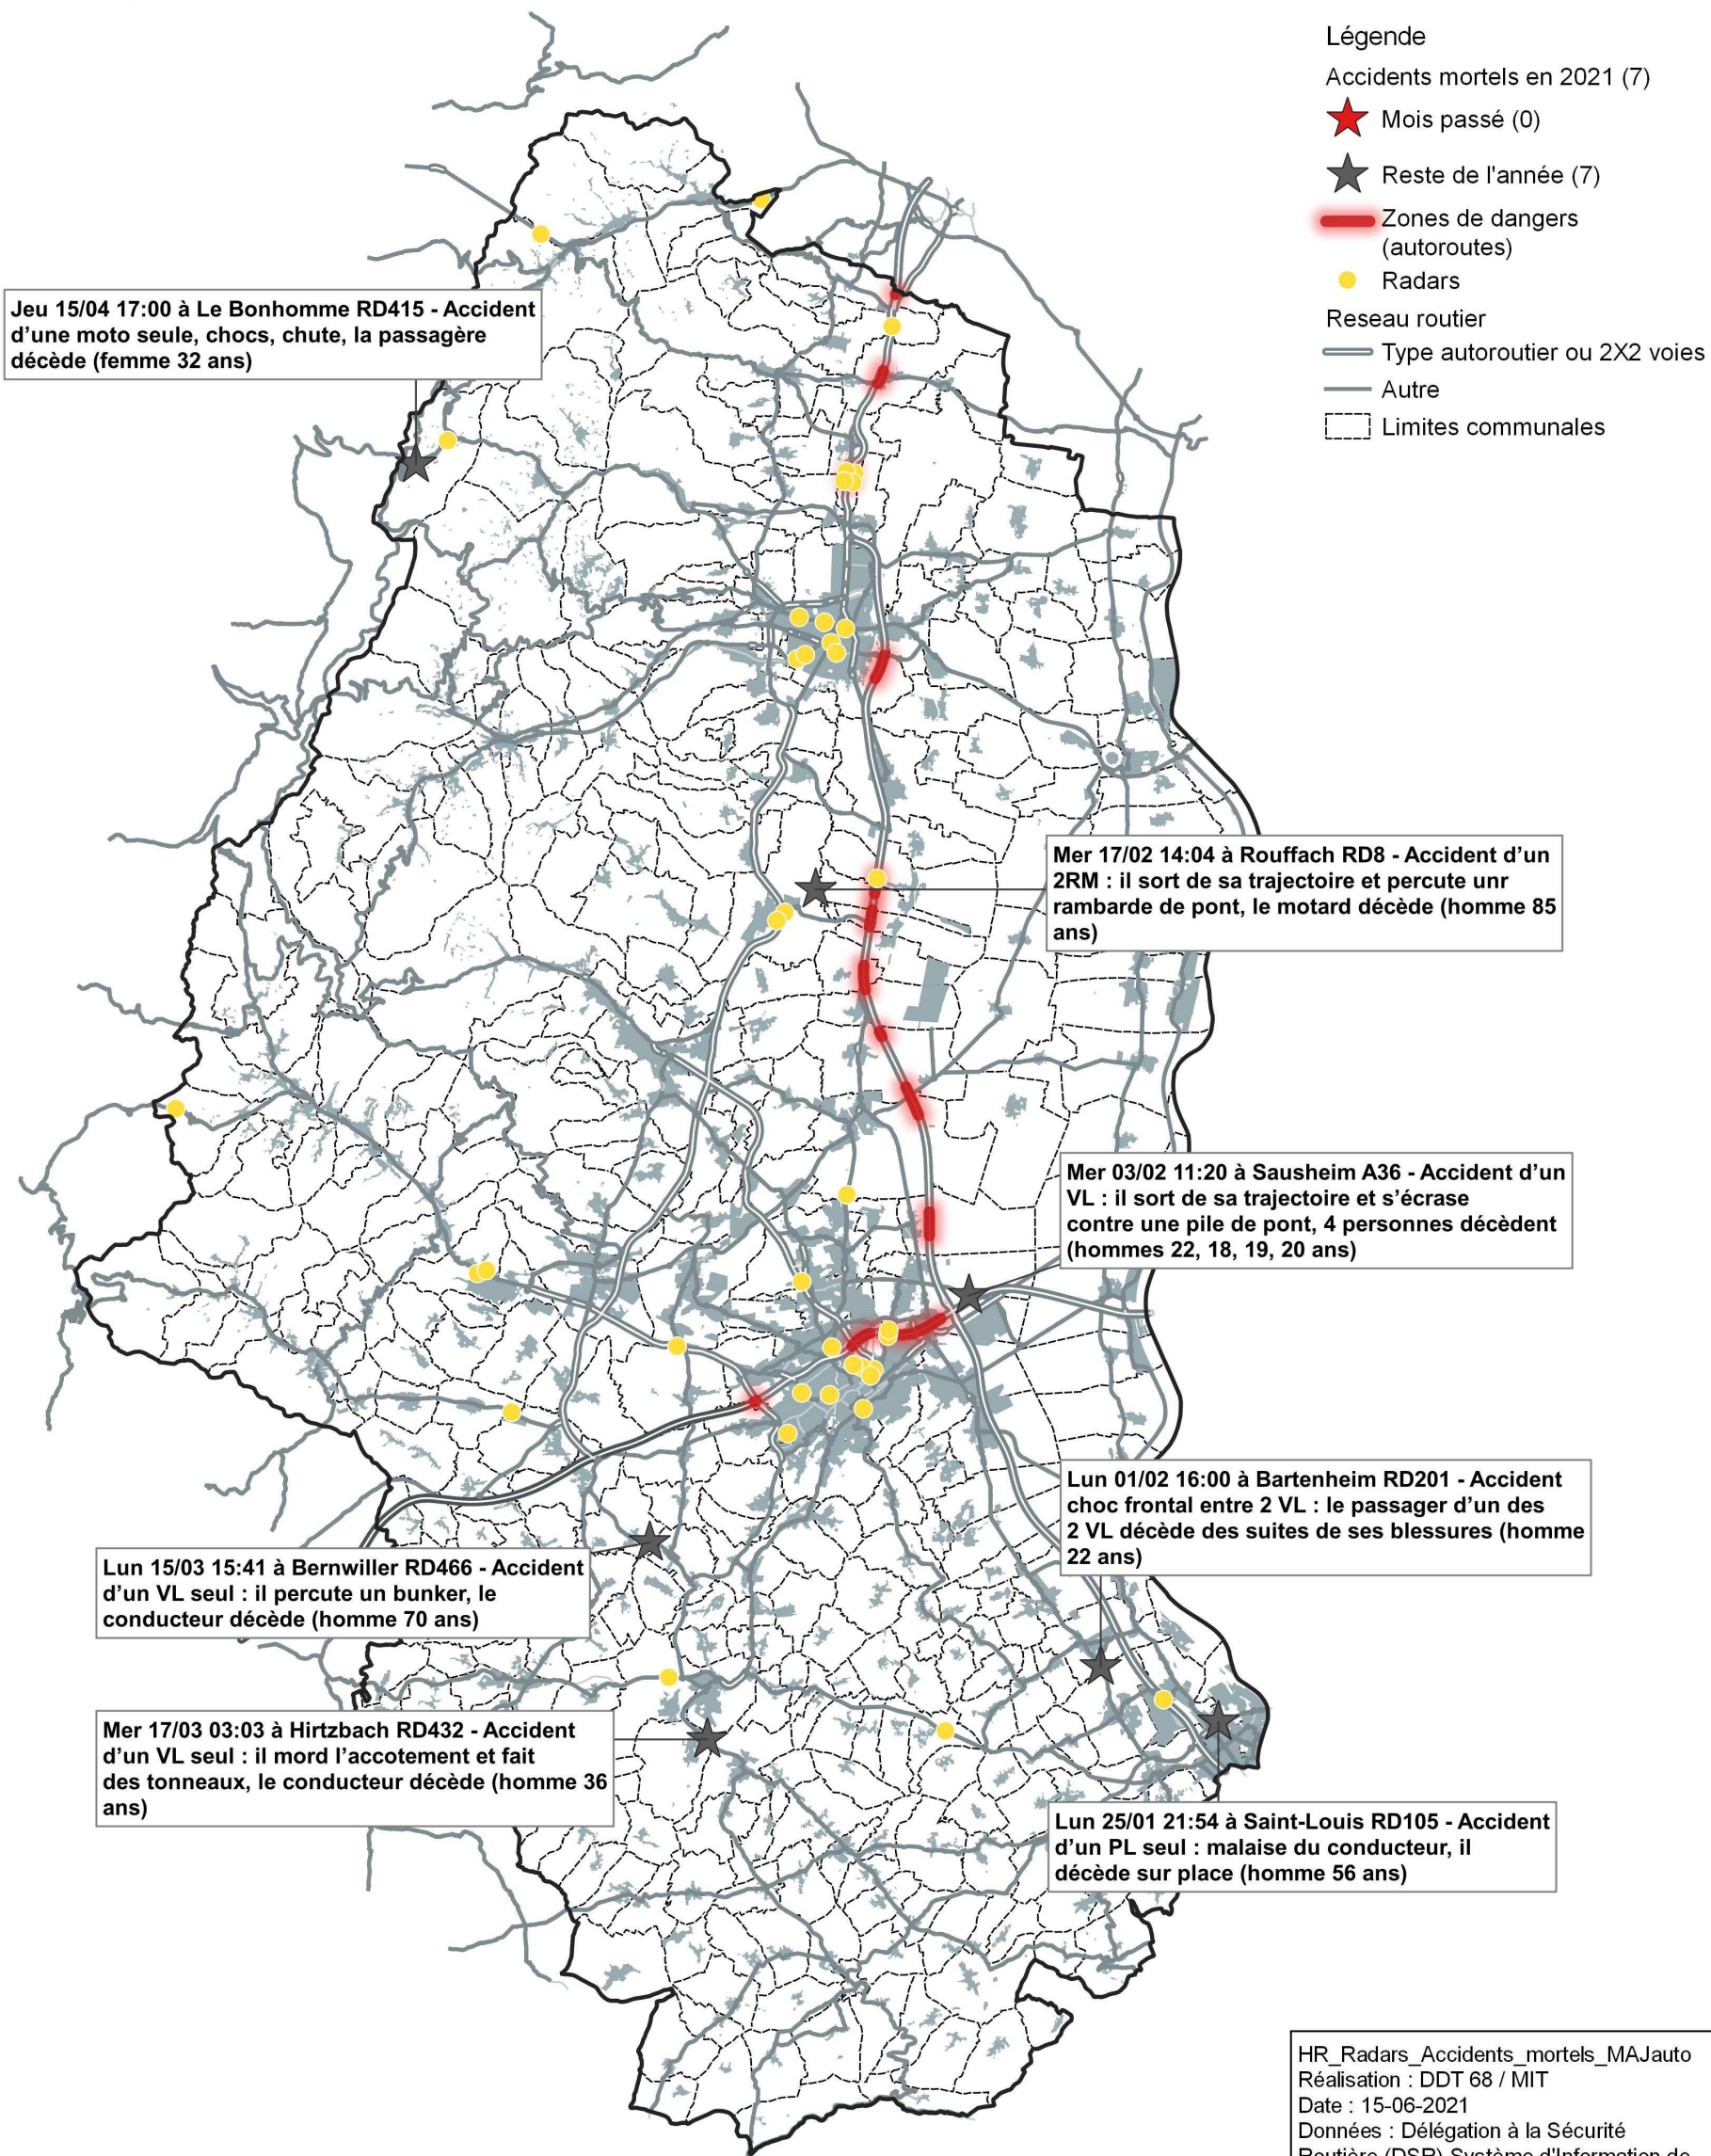 Légende
Accidents mortels en 2021 (7)
Mois passé (0)
Reste de l'année (7)
Zones de dangers
(autoroutes)
Radars
Reseau routier
Type autoroutier ou 2X2 voies
Autre
Limites communales
Jeu 15/04 17:00 à Le Bonhomme RD415 - Accident
d’une moto seule, chocs, chute, la passagère
décède (femme 32 ans)
Mer 17/02 14:04 à Rouffach RD8 - Accident d’un
2RM : il sort de sa trajectoire et percute unr
rambarde de pont, le motard décède (homme 85
ans)
Mer 03/02 11:20 à Sausheim A36 - Accident d’un
VL : il sort de sa trajectoire et s’écrase
contre une pile de pont, 4 personnes décèdent
(hommes 22, 18, 19, 20 ans)
Lun 01/02 16:00 à Bartenheim RD201 - Accident
choc frontal entre 2 VL : le passager d’un des
2 VL décède des suites de ses blessures (homme
22 ans)
Lun 15/03 15:41 à Bernwiller RD466 - Accident
d’un VL seul : il percute un bunker, le
conducteur décède (homme 70 ans)
Mer 17/03 03:03 à Hirtzbach RD432 - Accident
d’un VL seul : il mord l’accotement et fait
des tonneaux, le conducteur décède (homme 36
ans)
Lun 25/01 21:54 à Saint-Louis RD105 - Accident
d’un PL seul : malaise du conducteur, il
décède sur place (homme 56 ans)
HR_Radars_Accidents_mortels_MAJauto
Réalisation : DDT 68 / MIT
Date : 15-06-2021
Données : Délégation à la Sécurité
Routière (DSR) Système d'Information de